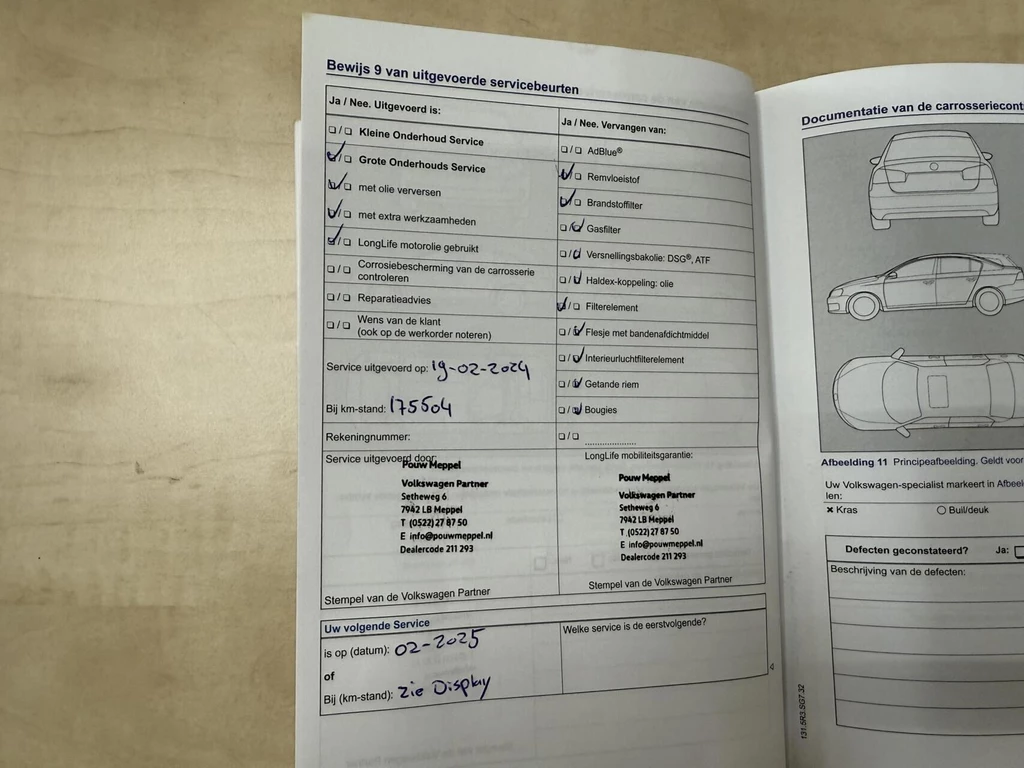 Bewijs 9 van uitgevoerde servicebeurten
Ja / Nee. Uitgevoerd is:
❏/❏ Kleine Onderhoud Service
❏/❏ Grote Onderhouds Service
❏/❏ met olie verversen
❏/❏ met extra werkzaamheden
❏/❏ LongLife motorolie gebruikt
❏/❏ Corrosiebescherming van de carrosserie
controleren
❏/❏ Reparatieadvies
❏/❏ Wens van de klant
(ook op de werkorder noteren)
Service uitgevoerd op: 19-02-2024
Bij km-stand: 175504
Rekeningnummer:
Service uitgevoerd door:
Pouw Meppel
Volkswagen Partner
Setheweg 6
7942 LB Meppel
T (0522) 27 87 50
E info@pouwmeppel.nl
Dealercode 211 293
Stempel van de Volkswagen Partner
Ja / Nee. Vervangen van:
❏/❏ AdBlue®
❏/❏ Remvloeistof
❏/❏ Brandstoffilter
❏/❏ Gasfilter
❏/❏ Versnellingsbakolie: DSG®, ATF
❏/❏ Haldex-koppeling: olie
❏/❏ Filterelement
❏/❏ Flesje met bandenafdichtmiddel
❏/❏ Interieurluchtfilterelement
❏/❏ Getande riem
❏/❏ Bougies
❏/❏ ....................
LongLife mobiliteitsgarantie:
Pouw Meppel
Volkswagen Partner
Setheweg 6
7942 LB Meppel
T (0522) 27 87 50
E info@pouwmeppel.nl
Dealercode 211 293
Stempel van de Volkswagen Partner
Uw volgende Service
is op (datum): 02-2025
of
Bij (km-stand): zie Display
Welke service is de eerstvolgende?
Documentatie van de carrosseriecont
Afbeelding 11 Principeafbeelding. Geldt voor
Uw Volkswagen-specialist markeert in Afbeel
len:
× Kras
○ Buil/deuk
Defecten geconstateerd? Ja: ❏
Beschrijving van de defecten:
131.5R3.SG7.32